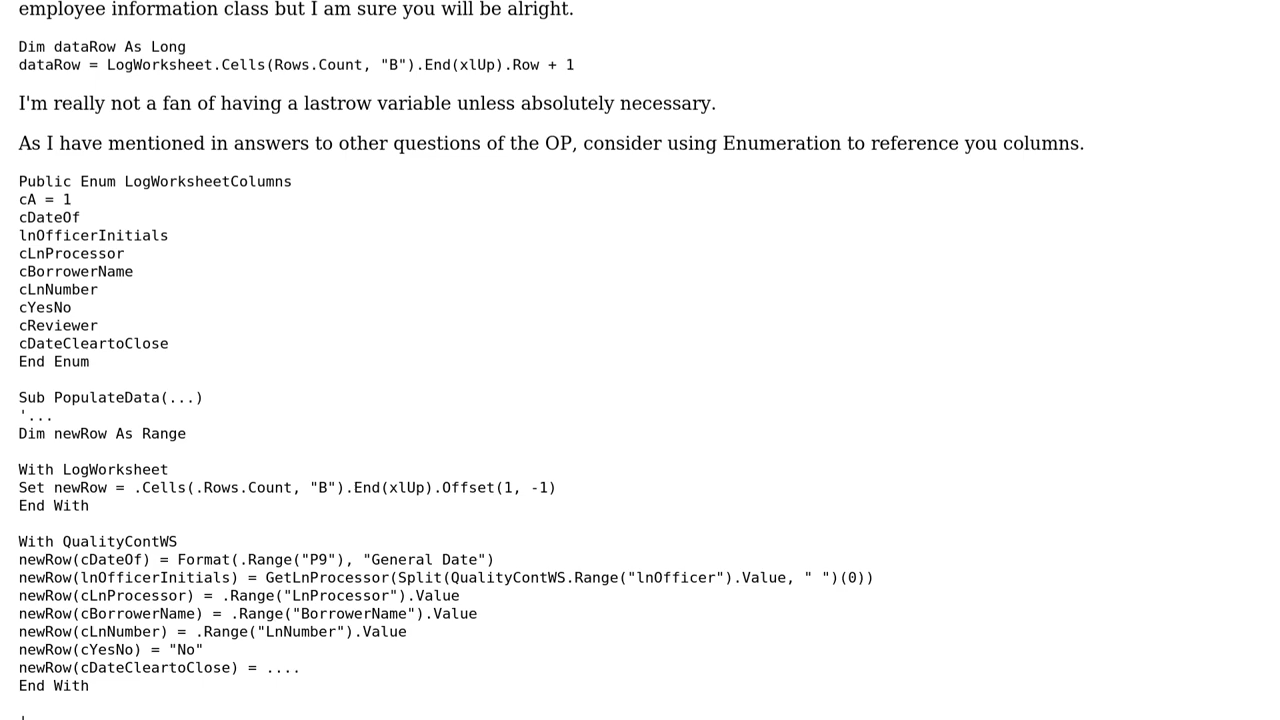 employee information class but I am sure you will be alright.
Dim dataRow As Long
dataRow = LogWorksheet.Cells(Rows.Count, "B").End(xlUp).Row + 1
I'm really not a fan of having a lastrow variable unless absolutely necessary.
As I have mentioned in answers to other questions of the OP, consider using Enumeration to reference you columns.
Public Enum LogWorksheetColumns
cA = 1
cDateOf
lnOfficerInitials
cLnProcessor
cBorrowerName
cLnNumber
cYesNo
cReviewer
cDateCleartoClose
End Enum
Sub PopulateData(...)
'...
Dim newRow As Range
With LogWorksheet
Set newRow = .Cells(.Rows.Count, "B").End(xlUp).Offset(1, -1)
End With
With QualityContWS
newRow(cDateOf) = Format(.Range("P9"), "General Date")
newRow(lnOfficerInitials) = GetLnProcessor(Split(QualityContWS.Range("lnOfficer").Value, " ")(0))
newRow(cLnProcessor) = .Range("LnProcessor").Value
newRow(cBorrowerName) = .Range("BorrowerName").Value
newRow(cLnNumber) = .Range("LnNumber").Value
newRow(cYesNo) = "No"
newRow(cDateCleartoClose) = ....
End With